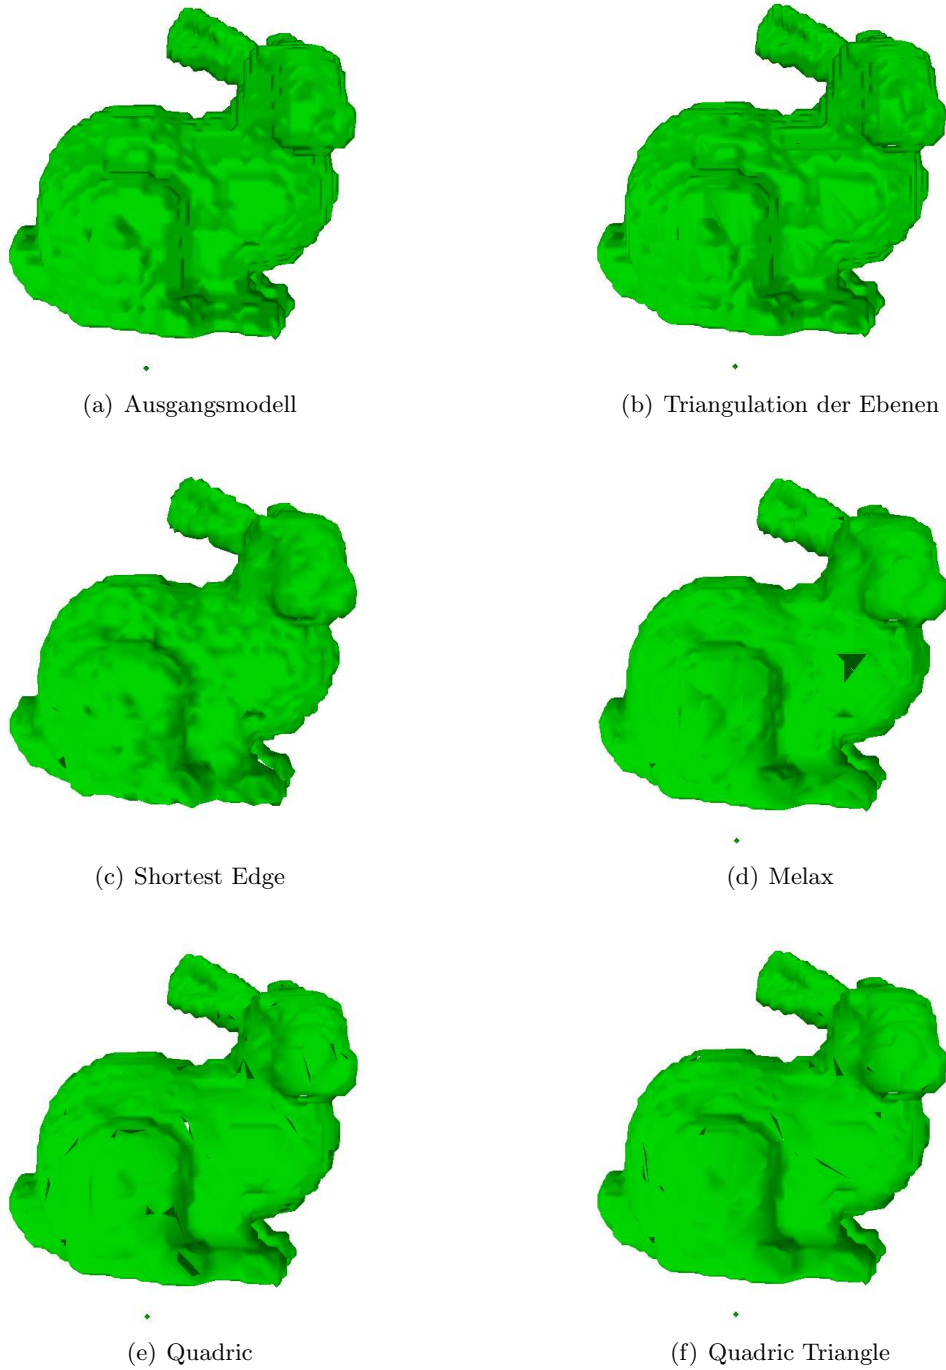 (a) Ausgangsmodell
(b) Triangulation der Ebenen
(c) Shortest Edge
(d) Melax
(e) Quadric
(f) Quadric Triangle